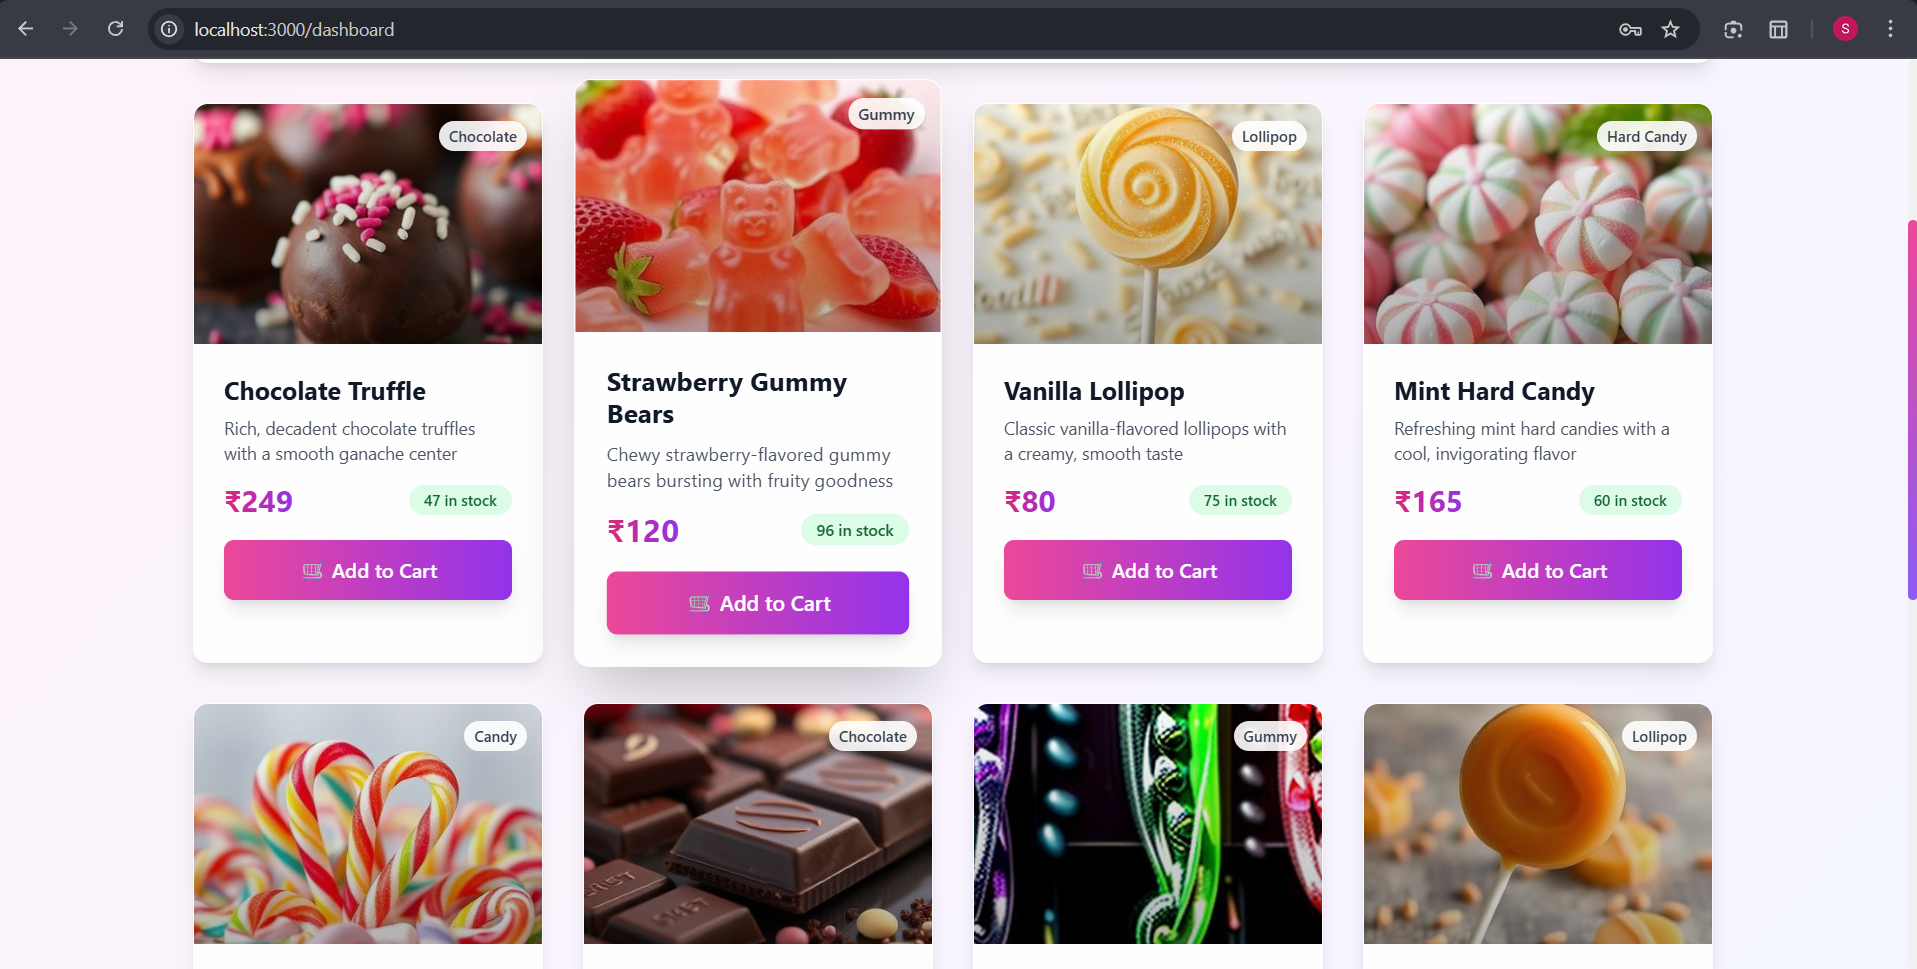 localhost:3000/dashboard
S
Chocolate
Gummy
Lollipop
Hard Candy
Chocolate Truffle
Rich, decadent chocolate truffles
with a smooth ganache center
₹249
47 in stock
Add to Cart
Strawberry Gummy
Bears
Chewy strawberry-flavored gummy
bears bursting with fruity goodness
₹120
96 in stock
Add to Cart
Vanilla Lollipop
Classic vanilla-flavored lollipops with
a creamy, smooth taste
₹80
75 in stock
Add to Cart
Mint Hard Candy
Refreshing mint hard candies with a
cool, invigorating flavor
₹165
60 in stock
Add to Cart
Candy
Chocolate
Gummy
Lollipop